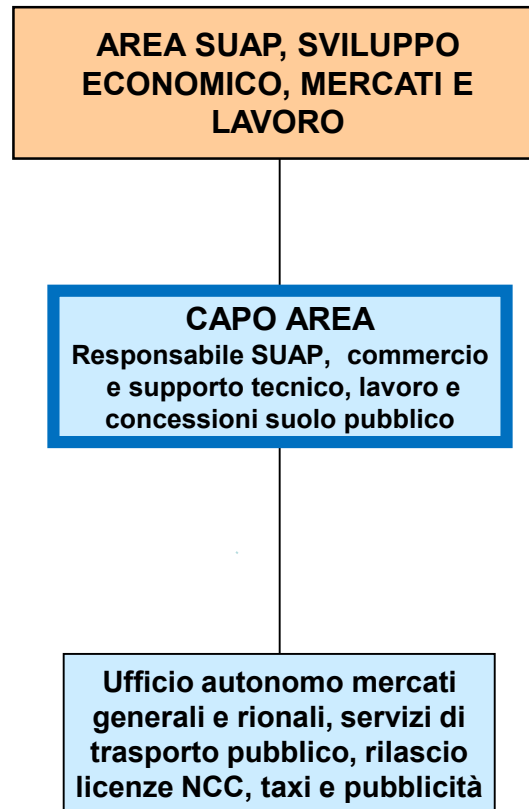 AREA SUAP, SVILUPPO
ECONOMICO, MERCATI E
LAVORO
CAPO AREA
Responsabile SUAP, commercio
e supporto tecnico, lavoro e
concessioni suolo pubblico
Ufficio autonomo mercati
generali e rionali, servizi di
trasporto pubblico, rilascio
licenze NCC, taxi e pubblicità